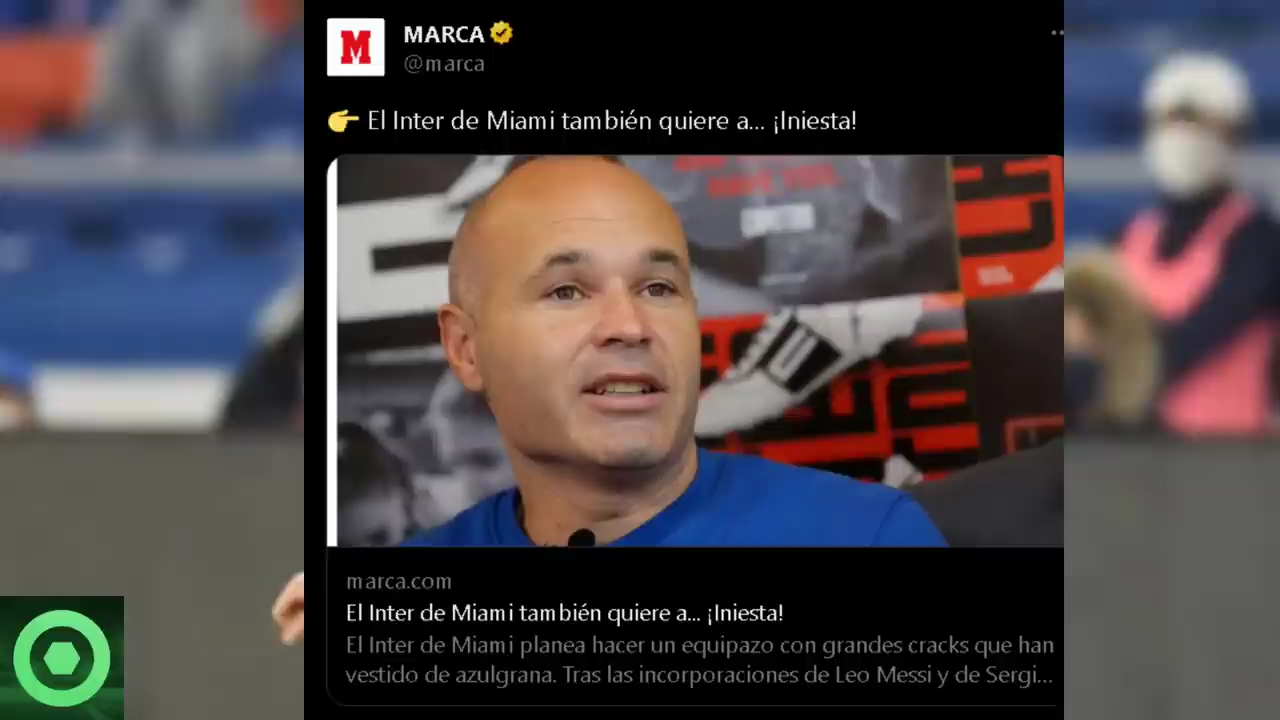 M
MARCA
@marca
👉 El Inter de Miami también quiere a... ¡Iniesta!
marca.com
El Inter de Miami también quiere a... ¡Iniesta!
El Inter de Miami planea hacer un equipazo con grandes cracks que han
vestido de azulgrana. Tras las incorporaciones de Leo Messi y de Sergi...